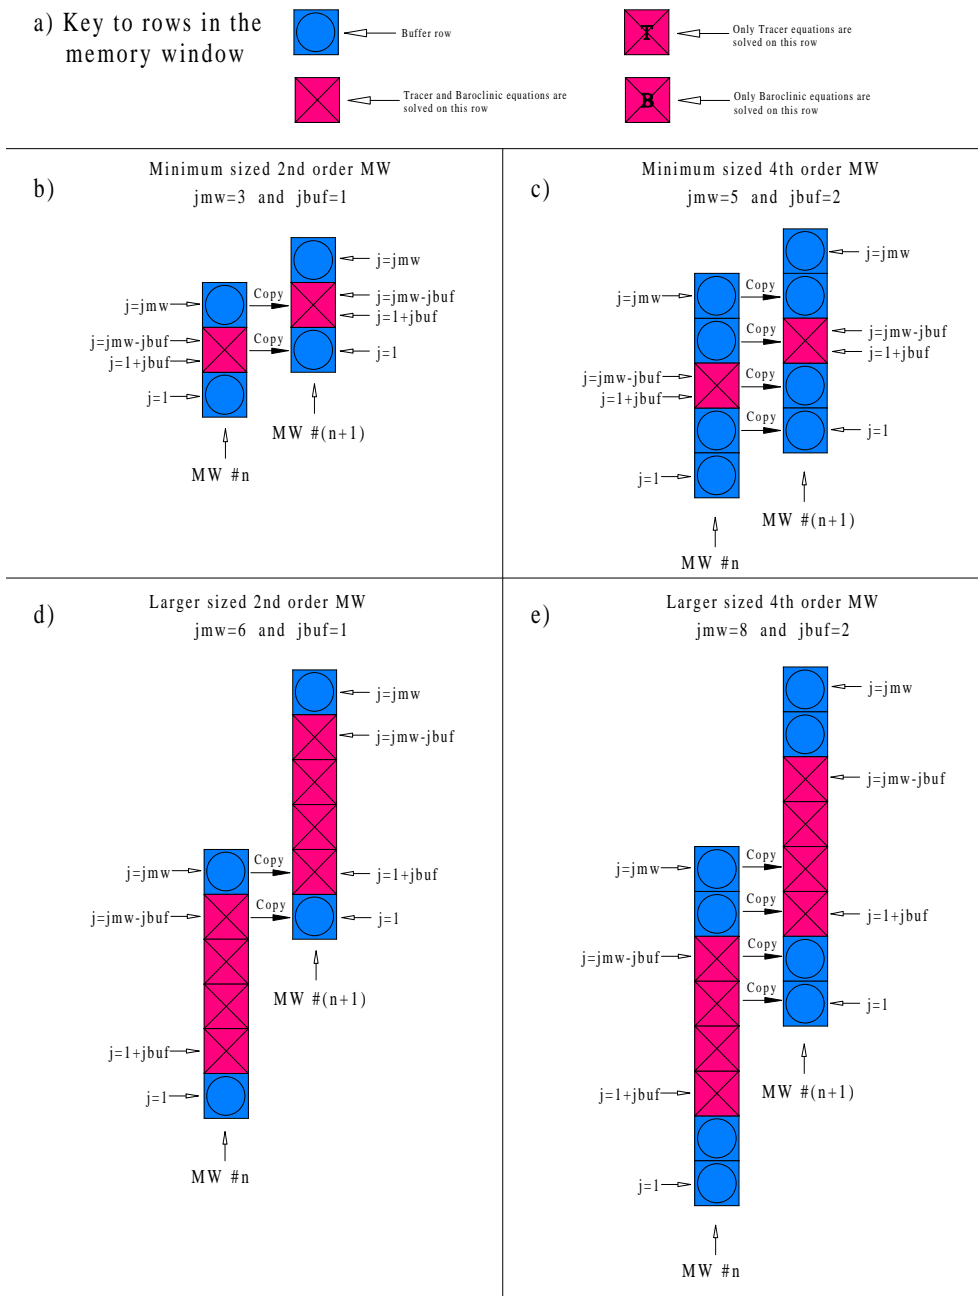 a) Key to rows in the
memory window
Buffer row
Tracer and Baroclinic equations are
solved on this row
T
Only Tracer equations are
solved on this row
B
Only Baroclinic equations are
solved on this row
b)
Minimum sized 2nd order MW
jmw=3 and jbuf=1
j=jmw
j=jmw-jbuf
j=1+jbuf
j=1
Copy
Copy
j=jmw
j=jmw-jbuf
j=1+jbuf
j=1
MW #(n+1)
MW #n
c)
Minimum sized 4th order MW
jmw=5 and jbuf=2
j=jmw
j=jmw-jbuf
j=1+jbuf
j=1
Copy
Copy
Copy
Copy
j=jmw
j=jmw-jbuf
j=1+jbuf
j=1
MW #(n+1)
MW #n
d)
Larger sized 2nd order MW
jmw=6 and jbuf=1
j=jmw
j=jmw-jbuf
j=1+jbuf
j=1
Copy
Copy
j=jmw
j=jmw-jbuf
j=1+jbuf
j=1
MW #(n+1)
MW #n
e)
Larger sized 4th order MW
jmw=8 and jbuf=2
j=jmw
j=jmw-jbuf
j=1+jbuf
j=1
Copy
Copy
Copy
Copy
j=jmw
j=jmw-jbuf
j=1+jbuf
j=1
MW #(n+1)
MW #n